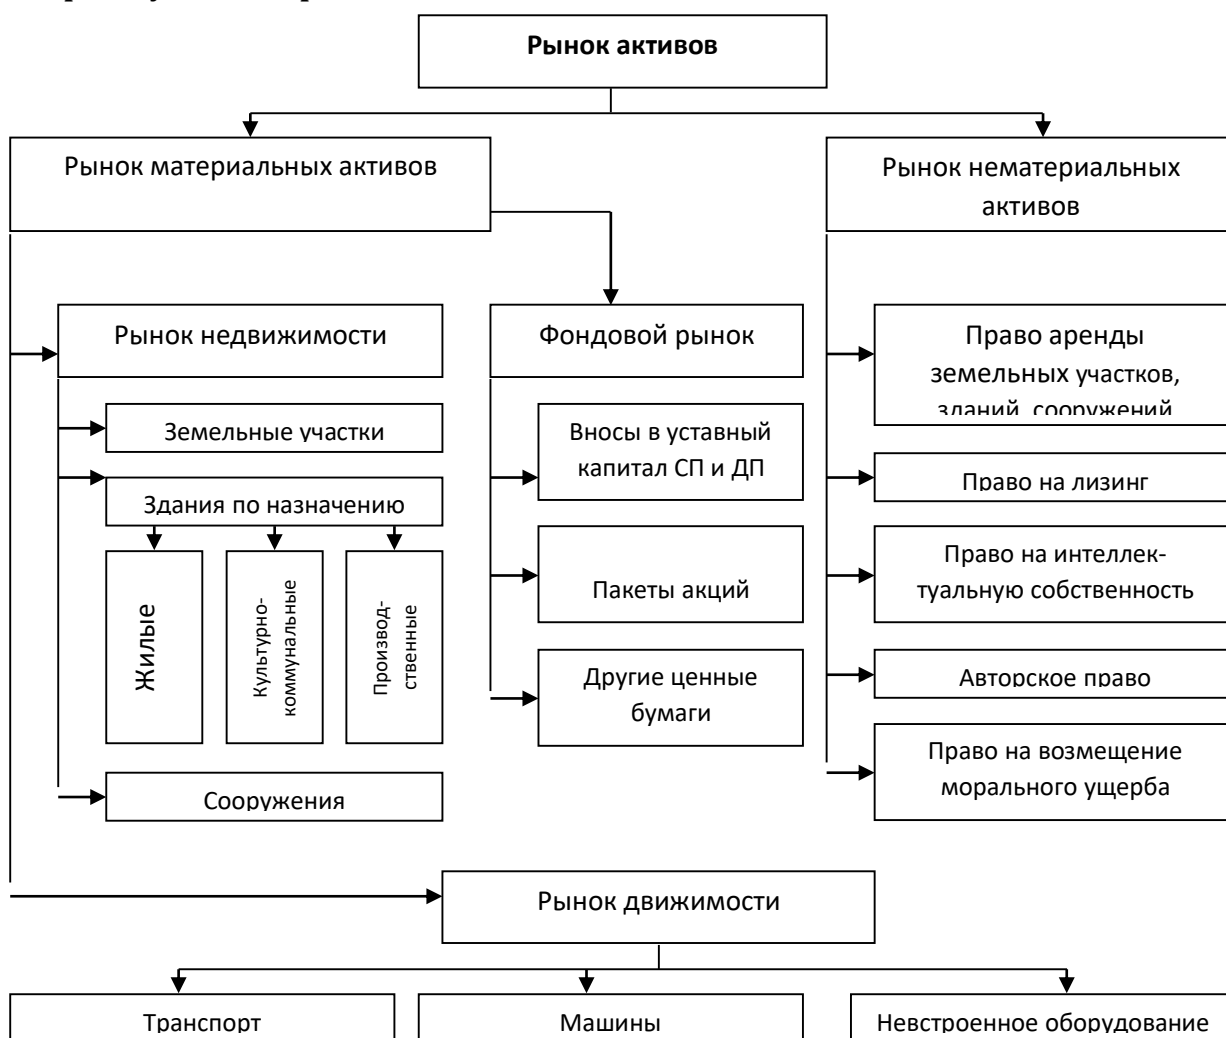 Рынок активов
Рынок материальных активов
Рынок нематериальных
активов
Рынок недвижимости
Фондовой рынок
Право аренды
земельных участков,
зданий, сооружений
Земельные участки
Вносы в уставный
капитал СП и ДП
Здания по назначению
Право на лизинг
Жилые
Культурно-
коммунальные
Производ-
ственные
Пакеты акций
Право на интеллек-
туальную собственность
Другие ценные
бумаги
Авторское право
Право на возмещение
морального ущерба
Сооружения
Рынок движимости
Транспорт
Машины
Невстроенное оборудование